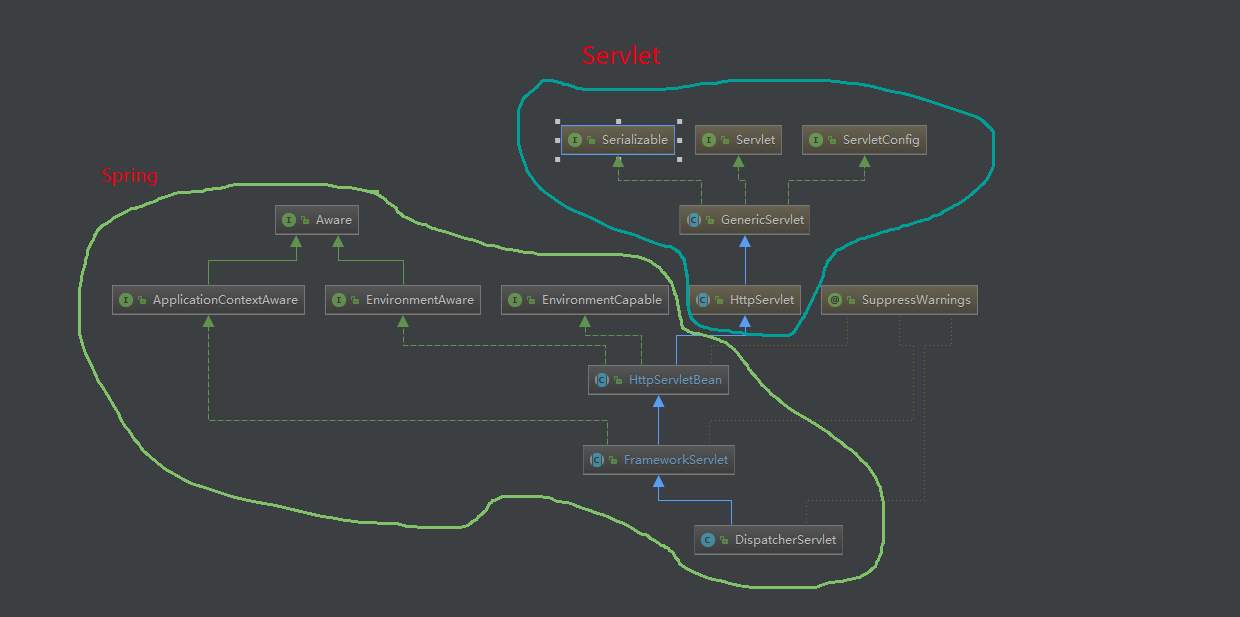 Servlet
Serializable
Servlet
ServletConfig
Spring
Aware
GenericServlet
ApplicationContextAware
EnvironmentAware
EnvironmentCapable
HttpServlet
SuppressWarnings
HttpServletBean
FrameworkServlet
DispatcherServlet